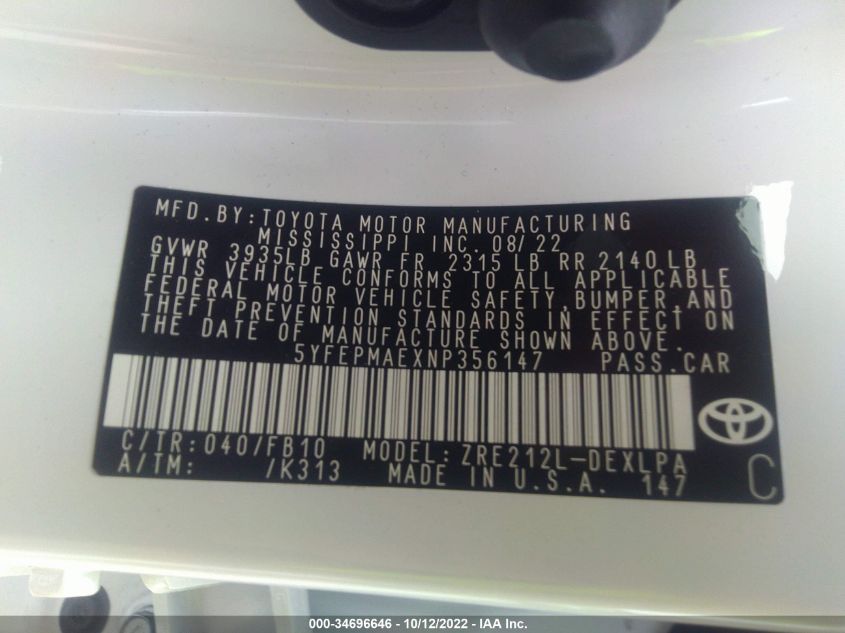 MFD.BY:TOYOTA MOTOR MANUFACTURING
MISSISSIPPI INC. 08/22
GVWR 3935LB GAWR FR 2315 LB RR 2140 LB
THIS VEHICLE CONFORMS TO ALL APPLICABLE
FEDERAL MOTOR VEHICLE SAFETY, BUMPER, AND
THEFT PREVENTION STANDARDS IN EFFECT ON
THE DATE OF MANUFACTURE SHOWN ABOVE.
5YFEPMAEXNP356147 PASS.CAR
C/TR:040/FB10 MODEL:ZRE212L-DEXLPA
A/TM: /K313 MADE IN U.S.A. 147
C
000-34696646 - 10/12/2022 - IAA Inc.